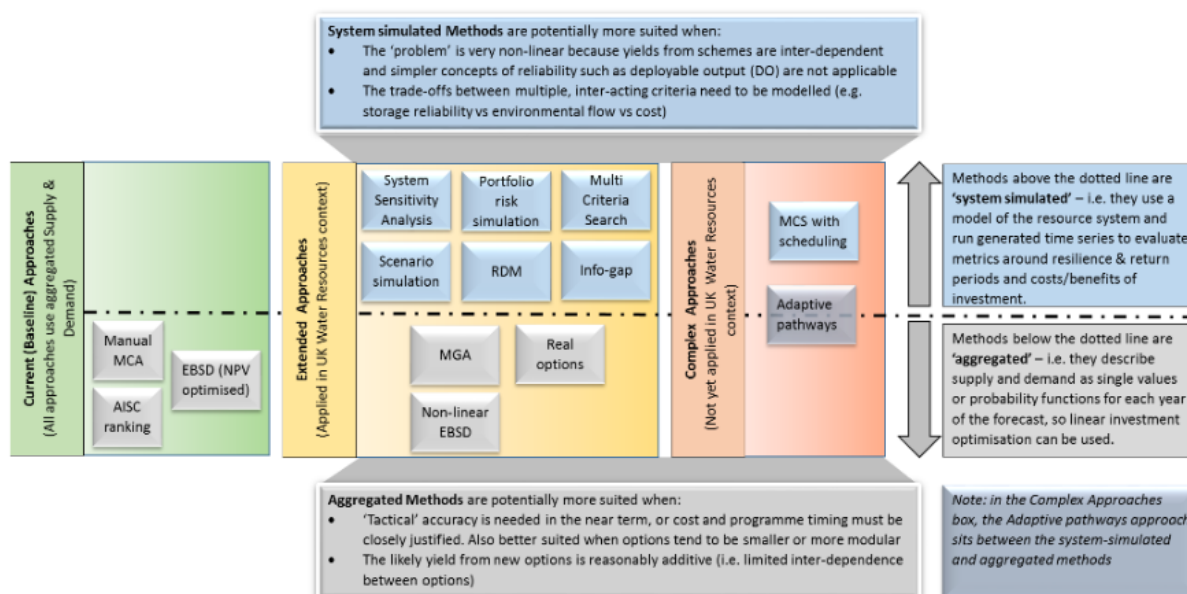 System simulated Methods are potentially more suited when:
• The 'problem' is very non-linear because yields from schemes are inter-dependent
and simpler concepts of reliability such as deployable output (DO) are not applicable
• The trade-offs between multiple, inter-acting criteria need to be modelled (e.g.
storage reliability vs environmental flow vs cost)
Current (Baseline) Approaches
(All approaches use aggregated Supply &
Demand)
Manual
MCA
EBSD (NPV
optimised)
AISC
ranking
Extended Approaches
(Applied in UK Water Resources context)
System
Sensitivity
Analysis
Portfolio
risk
simulation
Multi
Criteria
Search
Scenario
simulation
RDM
Info-gap
MGA
Real
options
Non-linear
EBSD
Complex Approaches
(Not yet applied in UK Water Resources
context)
MCS with
scheduling
Adaptive
pathways
Methods above the dotted line are
'system simulated' – i.e. they use a
model of the resource system and
run generated time series to evaluate
metrics around resilience & return
periods and costs/benefits of
investment.
Methods below the dotted line are
'aggregated' – i.e. they describe
supply and demand as single values
or probability functions for each year
of the forecast, so linear investment
optimisation can be used.
Aggregated Methods are potentially more suited when:
• 'Tactical' accuracy is needed in the near term, or cost and programme timing must be
closely justified. Also better suited when options tend to be smaller or more modular
• The likely yield from new options is reasonably additive (i.e. limited inter-dependence
between options)
Note: in the Complex Approaches
box, the Adaptive pathways approach
sits between the system-simulated
and aggregated methods